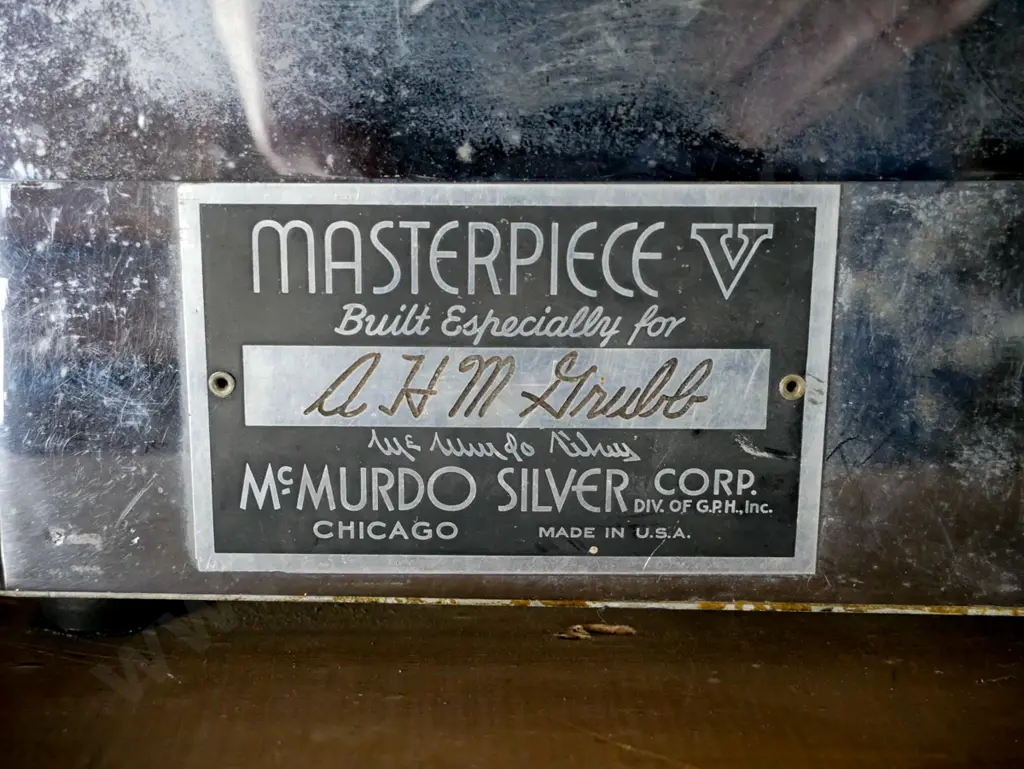 MASTERPIECE V
Built Especially for
A H M Grubb
McMurdo Silver
McMURDO SILVER CORP.
DIV. OF G.P.H., Inc.
CHICAGO MADE IN U.S.A.